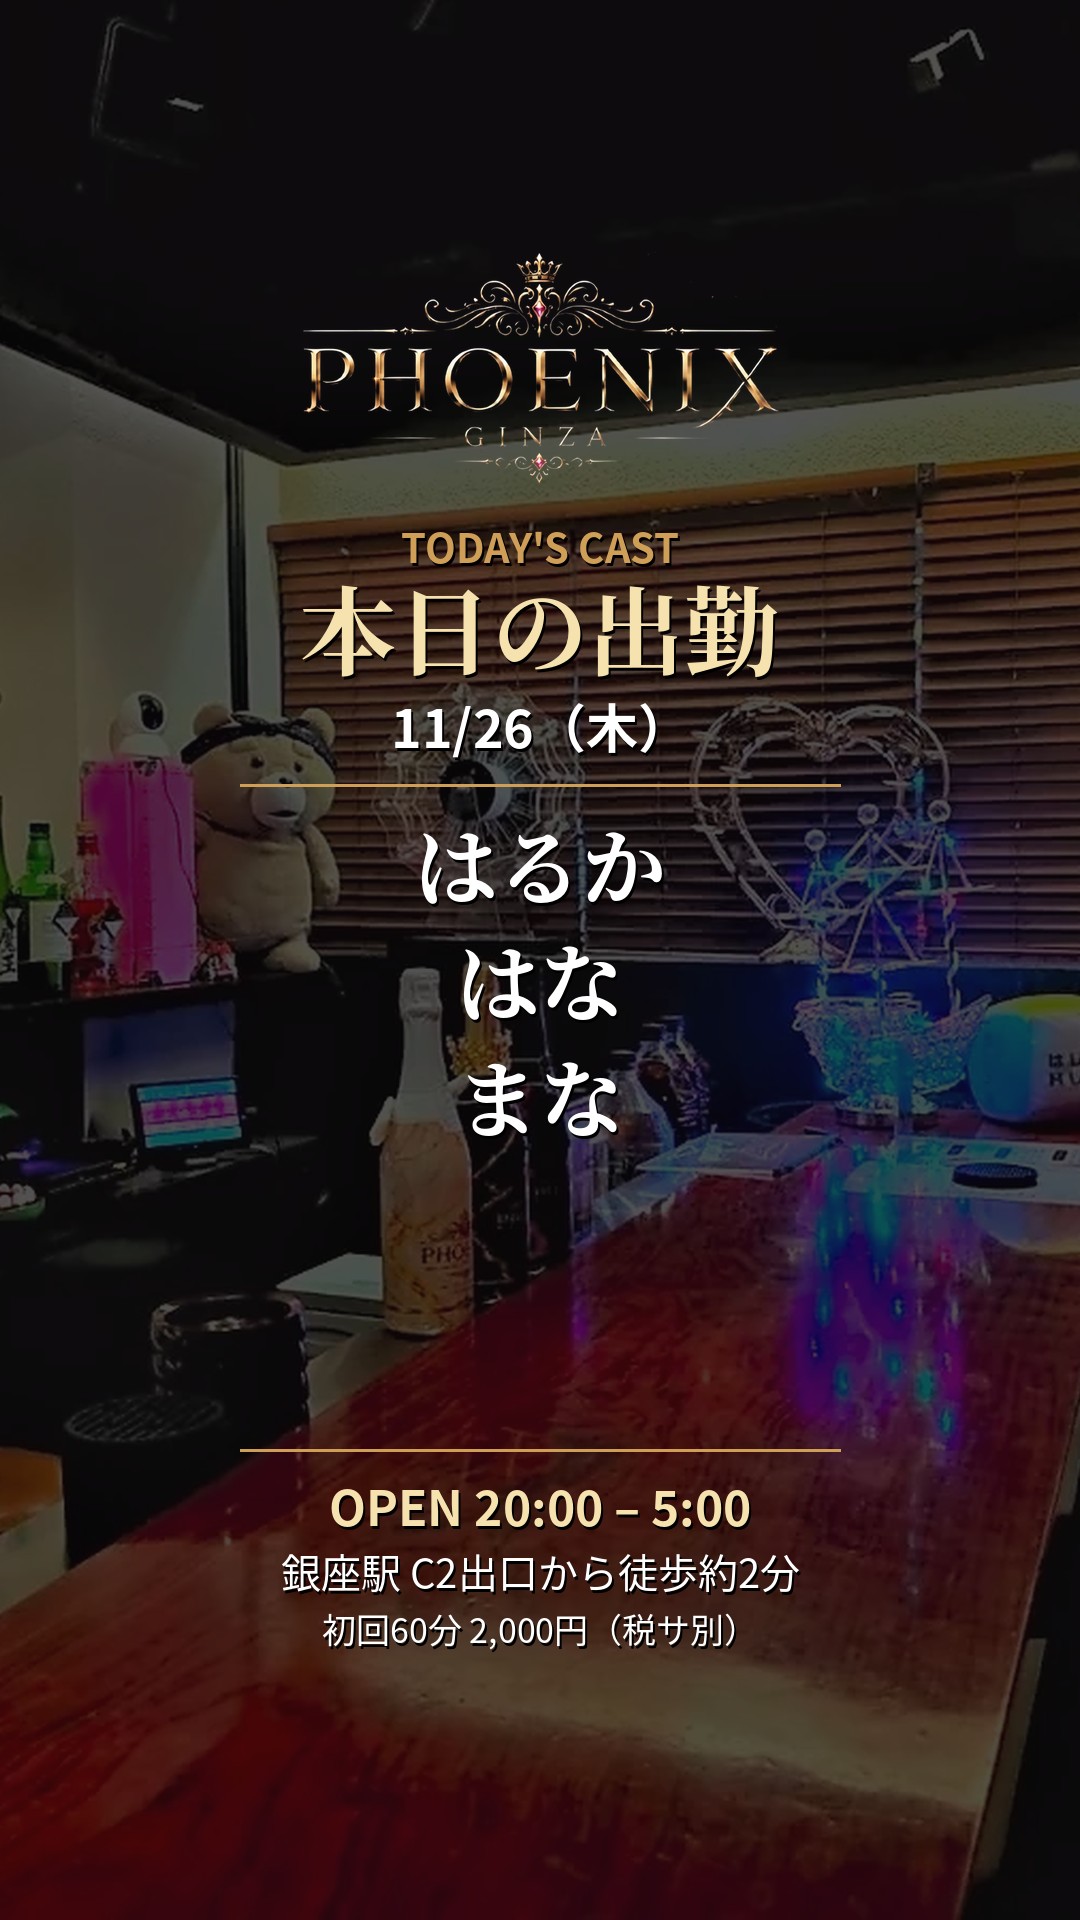 PHOENIX
GINZA
TODAY'S CAST
本日の出勤
11/26（木）
はるか
はな
まな
OPEN 20:00 – 5:00
銀座駅 C2出口から徒歩約2分
初回60分 2,000円（税サ別）